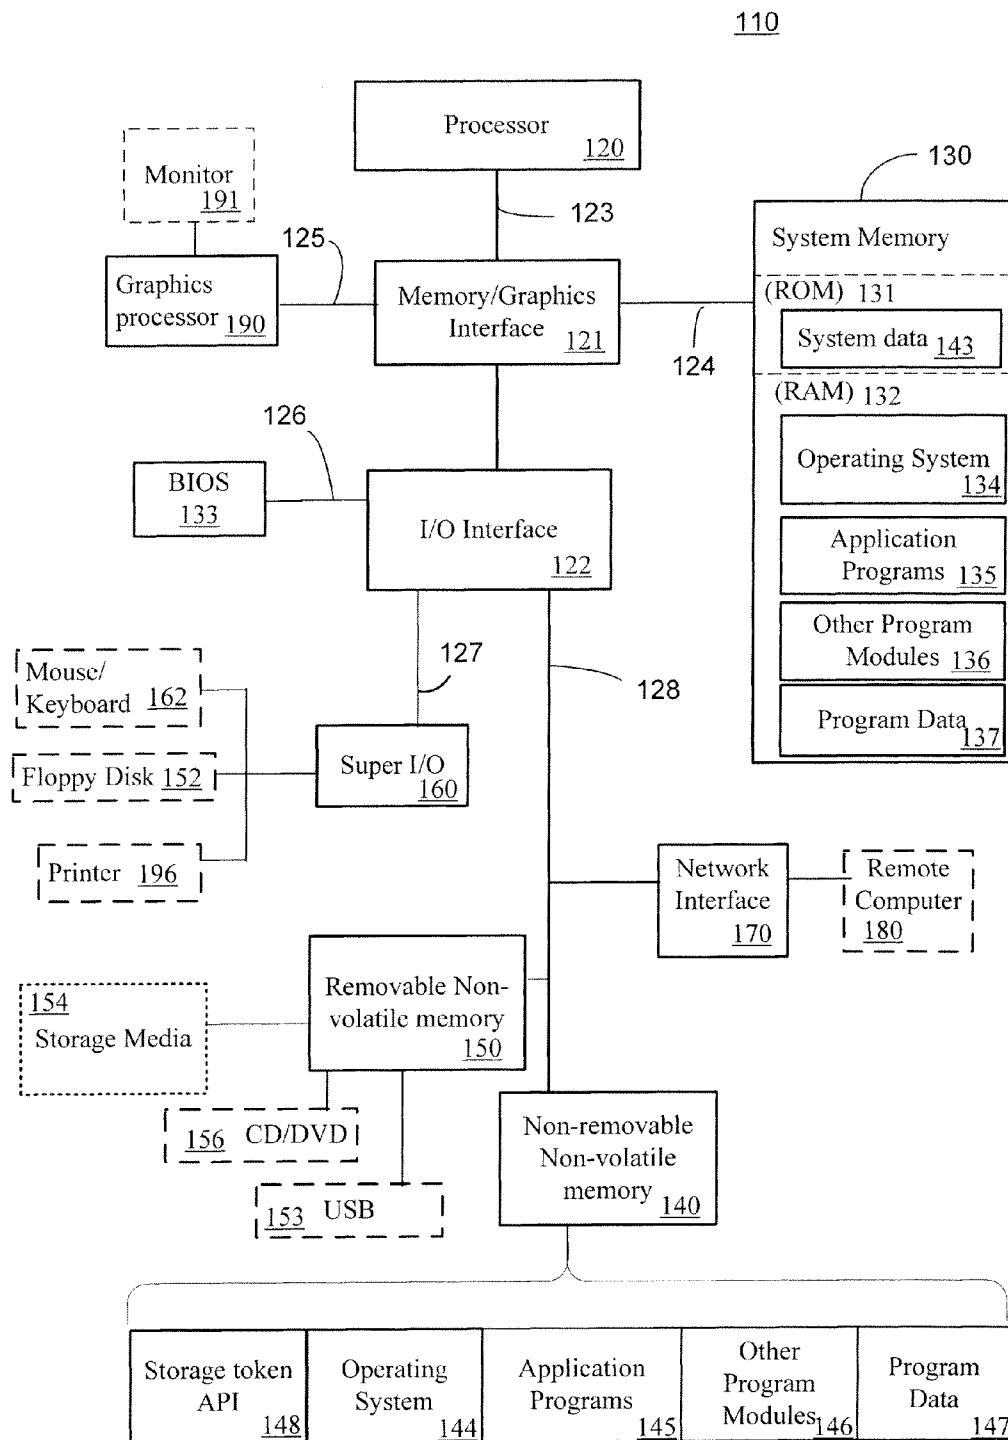 110
Processor
120
Monitor
191
123
130
125
Graphics
processor
190
Memory/Graphics
Interface
121
124
System Memory
(ROM) 131
System data 143
(RAM) 132
Operating System
134
Application
Programs 135
Other Program
Modules 136
Program Data
137
126
BIOS
133
I/O Interface
122
127
128
Mouse/
Keyboard 162
Floppy Disk 152
Printer 196
Super I/O
160
Network
Interface
170
Remote
Computer
180
154
Storage Media
Removable Non-
volatile memory
150
156 CD/DVD
153 USB
Non-removable
Non-volatile
memory
140
Storage token
API
148
Operating
System
144
Application
Programs
145
Other
Program
Modules 146
Program
Data
147